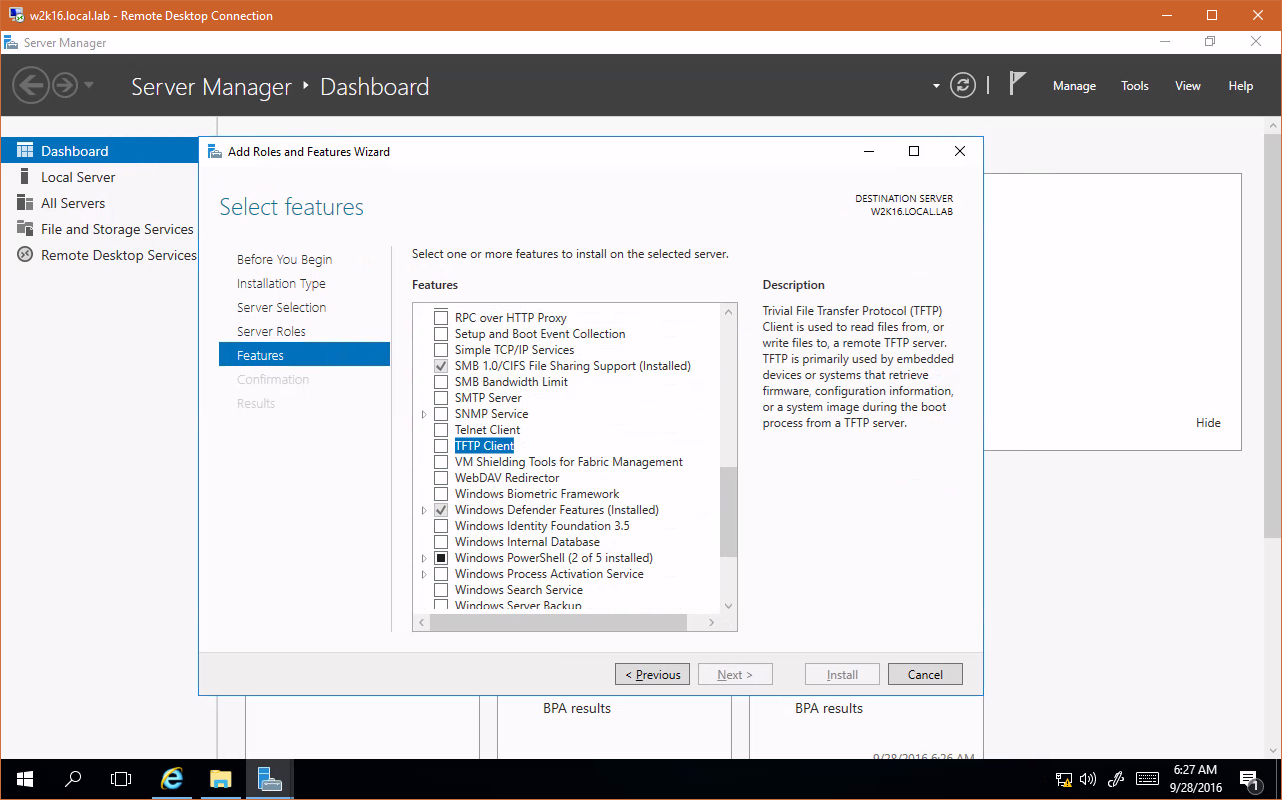 w2k16.local.lab - Remote Desktop Connection
Server Manager
Server Manager
Dashboard
Manage
Tools
View
Help
Dashboard
Local Server
All Servers
File and Storage Services
Remote Desktop Services
Add Roles and Features Wizard
Select features
DESTINATION SERVER
W2K16.LOCAL.LAB
Before You Begin
Installation Type
Server Selection
Server Roles
Features
Confirmation
Results
Select one or more features to install on the selected server.
Features
RPC over HTTP Proxy
Setup and Boot Event Collection
Simple TCP/IP Services
SMB 1.0/CIFS File Sharing Support (Installed)
SMB Bandwidth Limit
SMTP Server
SNMP Service
Telnet Client
TFTP Client
VM Shielding Tools for Fabric Management
WebDAV Redirector
Windows Biometric Framework
Windows Defender Features (Installed)
Windows Identity Foundation 3.5
Windows Internal Database
Windows PowerShell (2 of 5 installed)
Windows Process Activation Service
Windows Search Service
Windows Server Backup
Description
Trivial File Transfer Protocol (TFTP)
Client is used to read files from, or
write files to, a remote TFTP server.
TFTP is primarily used by embedded
devices or systems that retrieve
firmware, configuration information,
or a system image during the boot
process from a TFTP server.
Hide
< Previous
Next >
Install
Cancel
BPA results
BPA results
9/28/2016 6:26 AM
6:27 AM
9/28/2016
1